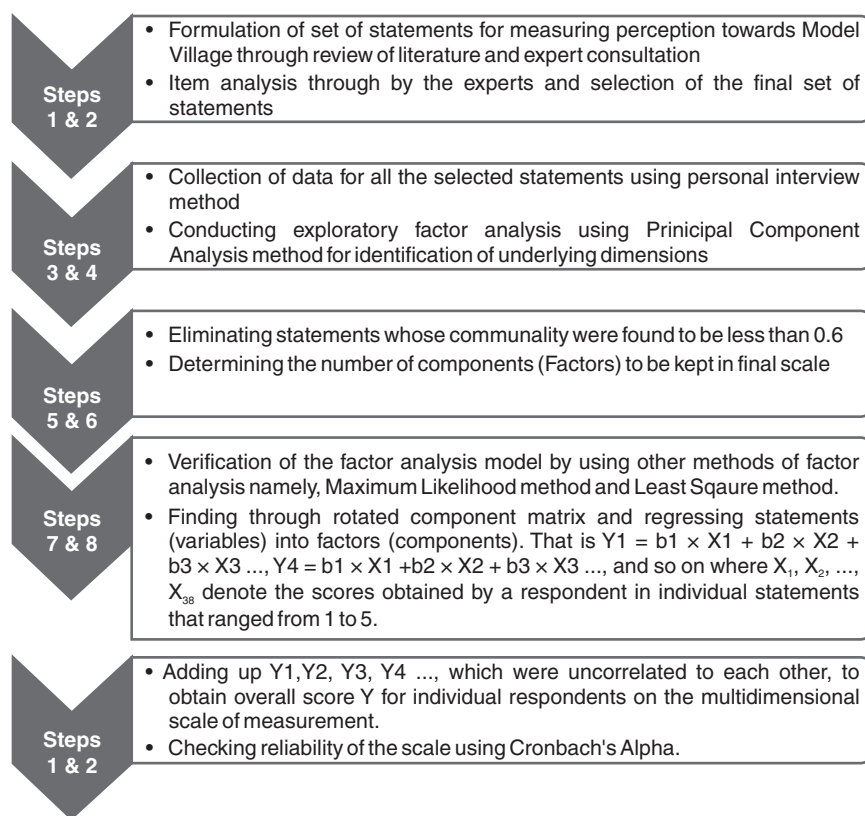 Steps
1 & 2
• Formulation of set of statements for measuring perception towards Model
Village through review of literature and expert consultation
• Item analysis through by the experts and selection of the final set of
statements
Steps
3 & 4
• Collection of data for all the selected statements using personal interview
method
• Conducting exploratory factor analysis using Prinicipal Component
Analysis method for identification of underlying dimensions
Steps
5 & 6
• Eliminating statements whose communality were found to be less than 0.6
• Determining the number of components (Factors) to be kept in final scale
Steps
7 & 8
• Verification of the factor analysis model by using other methods of factor
analysis namely, Maximum Likelihood method and Least Sqaure method.
• Finding through rotated component matrix and regressing statements
(variables) into factors (components). That is Y1 = b1 × X1 + b2 × X2 +
b3 × X3 ..., Y4 = b1 × X1 +b2 × X2 + b3 × X3 ..., and so on where X₁, X₂, ...,
X₃₈ denote the scores obtained by a respondent in individual statements
that ranged from 1 to 5.
Steps
1 & 2
• Adding up Y1,Y2, Y3, Y4 ..., which were uncorrelated to each other, to
obtain overall score Y for individual respondents on the multidimensional
scale of measurement.
• Checking reliability of the scale using Cronbach's Alpha.